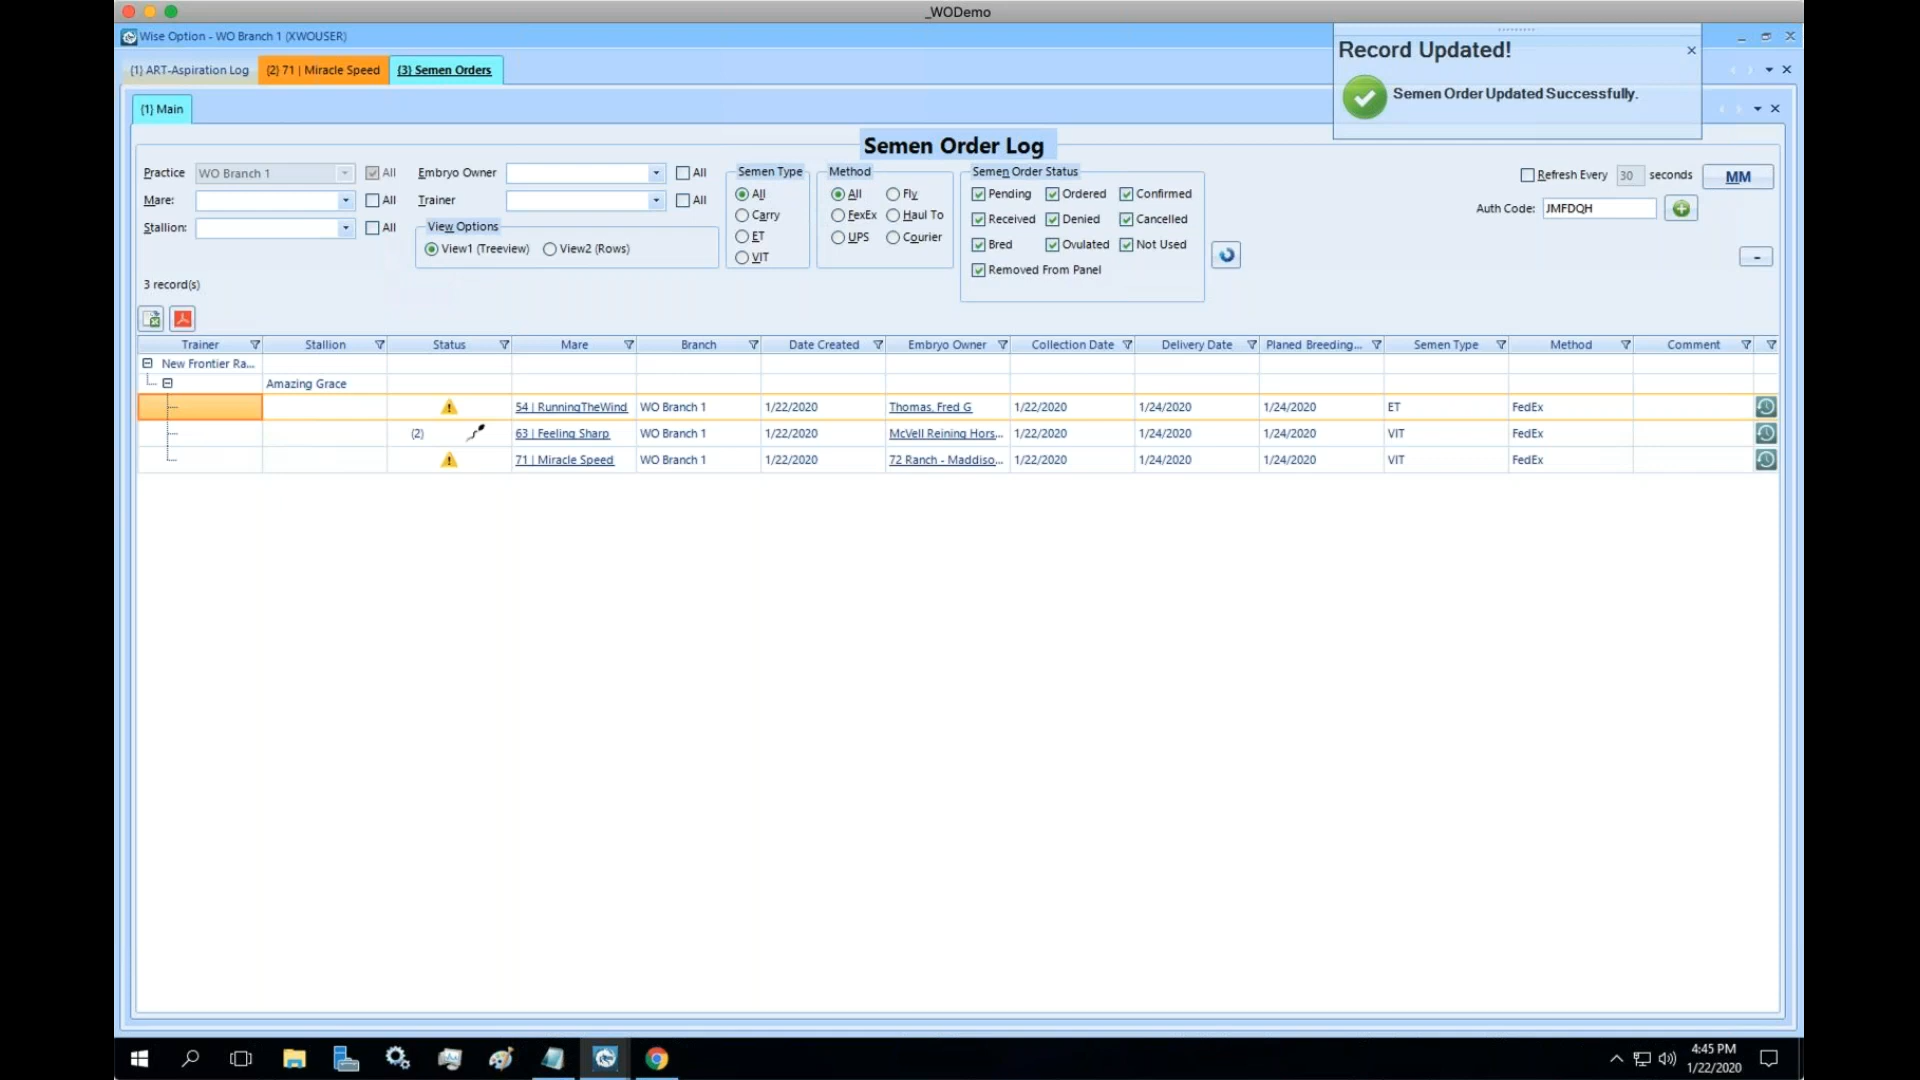 _WODemo
Wise Option - WO Branch 1 (XWOUSER)
{1} ART-Aspiration Log {2} 71 | Miracle Speed {3} Semen Orders
Record Updated!
Semen Order Updated Successfully.
{1} Main
Semen Order Log
Practice WO Branch 1 All
Mare: All
Stallion: All
Embryo Owner All
Trainer All
View Options
View1 (Treeview) View2 (Rows)
Semen Type
All
Carry
ET
VIT
Method
All Fly
FexEx Haul To
UPS Courier
Semen Order Status
Pending Ordered Confirmed
Received Denied Cancelled
Bred Ovulated Not Used
Removed From Panel
Refresh Every 30 seconds MM
Auth Code: JMFDQH
-
3 record(s)
Trainer Stallion Status Mare Branch Date Created Embryo Owner Collection Date Delivery Date Planed Breeding... Semen Type Method Comment
New Frontier Ra...
Amazing Grace
54 | RunningTheWind WO Branch 1 1/22/2020 Thomas, Fred G 1/22/2020 1/24/2020 1/24/2020 ET FedEx
(2) 63 | Feeling Sharp WO Branch 1 1/22/2020 McVell Reining Hors... 1/22/2020 1/24/2020 1/24/2020 VIT FedEx
71 | Miracle Speed WO Branch 1 1/22/2020 72 Ranch - Maddiso... 1/22/2020 1/24/2020 1/24/2020 VIT FedEx
4:45 PM
1/22/2020